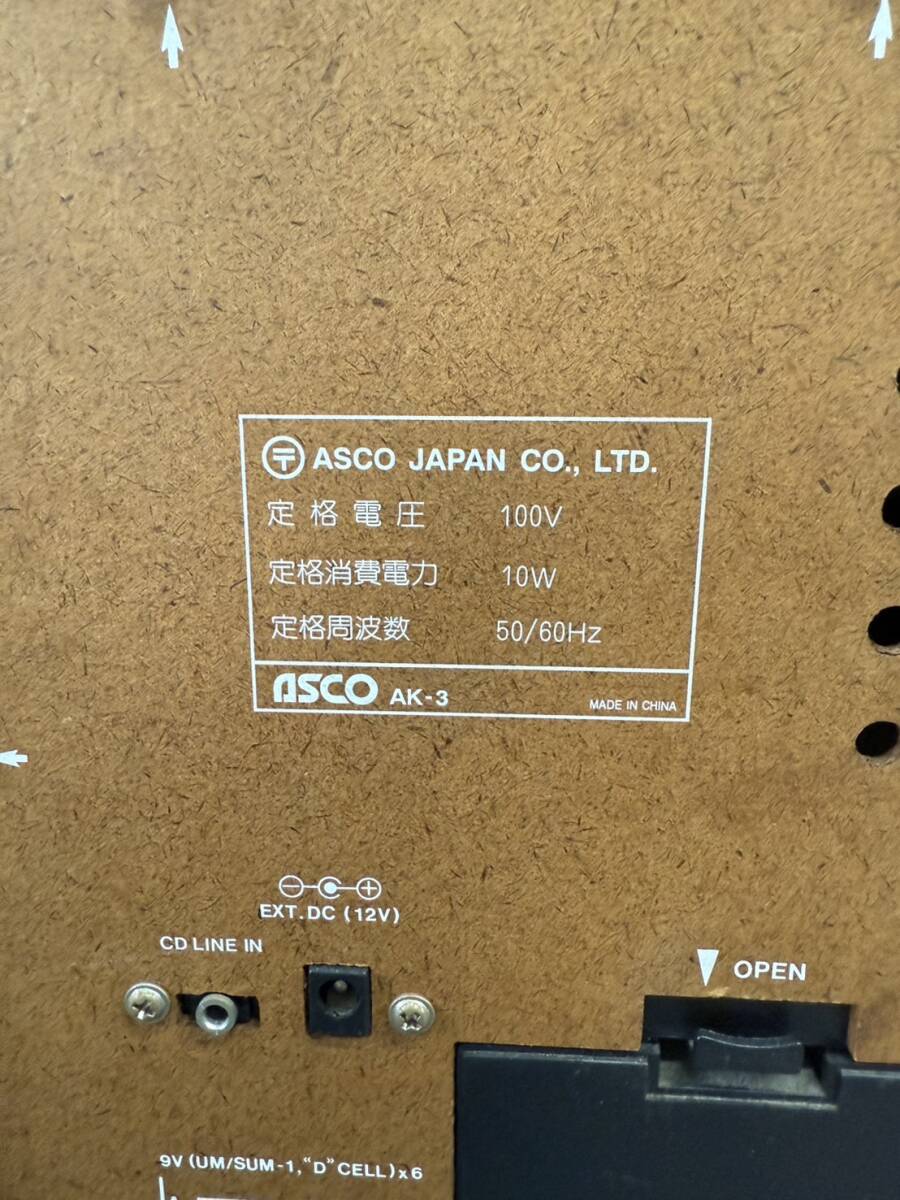 〒 ASCO JAPAN CO., LTD.
定格電圧 100V
定格消費電力 10W
定格周波数 50/60Hz
ASCO AK-3 MADE IN CHINA
EXT.DC (12V)
CD LINE IN
OPEN
9V (UM/SUM-1,"D" CELL) x 6